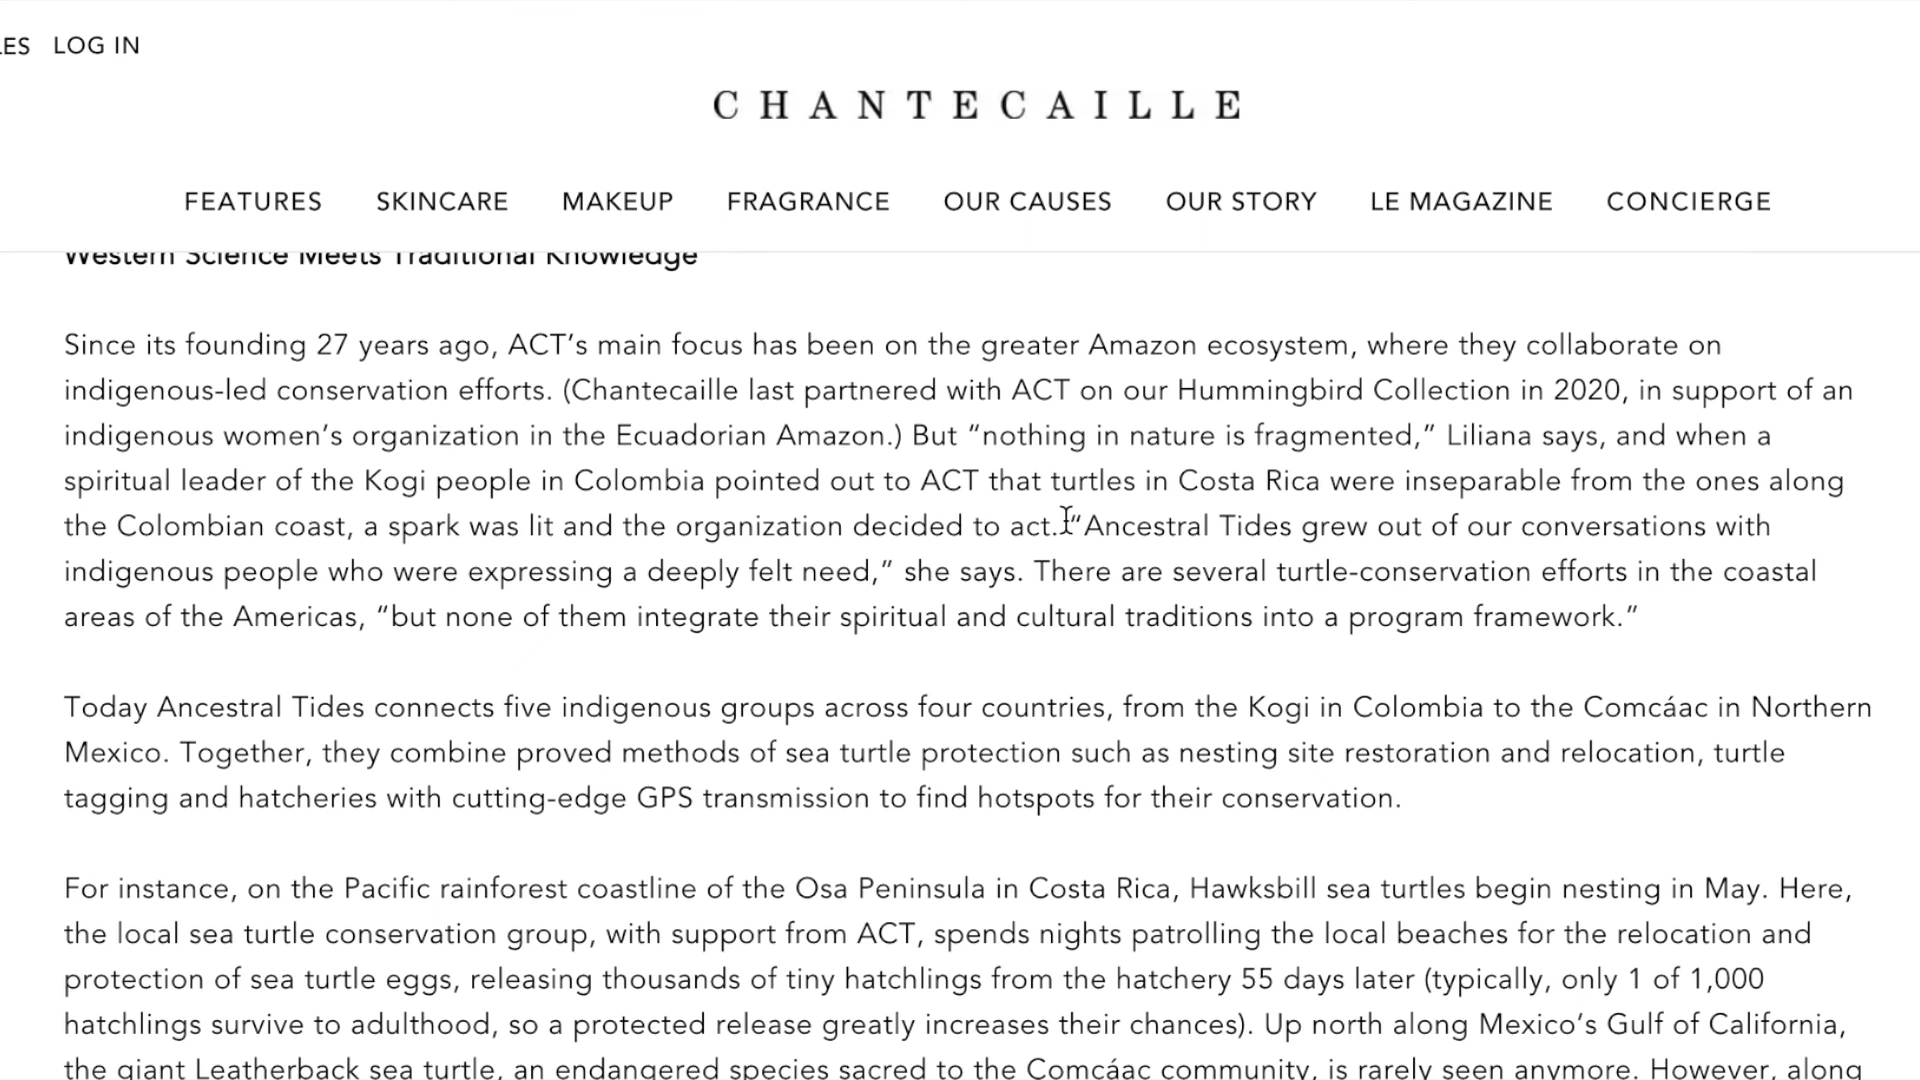 LOG IN
CHANTECAILLE
FEATURES SKINCARE MAKEUP FRAGRANCE OUR CAUSES OUR STORY LE MAGAZINE CONCIERGE
Western Science Meets Traditional Knowledge
Since its founding 27 years ago, ACT’s main focus has been on the greater Amazon ecosystem, where they collaborate on
indigenous-led conservation efforts. (Chantecaille last partnered with ACT on our Hummingbird Collection in 2020, in support of an
indigenous women’s organization in the Ecuadorian Amazon.) But “nothing in nature is fragmented,” Liliana says, and when a
spiritual leader of the Kogi people in Colombia pointed out to ACT that turtles in Costa Rica were inseparable from the ones along
the Colombian coast, a spark was lit and the organization decided to act. “Ancestral Tides grew out of our conversations with
indigenous people who were expressing a deeply felt need,” she says. There are several turtle-conservation efforts in the coastal
areas of the Americas, “but none of them integrate their spiritual and cultural traditions into a program framework.”
Today Ancestral Tides connects five indigenous groups across four countries, from the Kogi in Colombia to the Comcáac in Northern
Mexico. Together, they combine proved methods of sea turtle protection such as nesting site restoration and relocation, turtle
tagging and hatcheries with cutting-edge GPS transmission to find hotspots for their conservation.
For instance, on the Pacific rainforest coastline of the Osa Peninsula in Costa Rica, Hawksbill sea turtles begin nesting in May. Here,
the local sea turtle conservation group, with support from ACT, spends nights patrolling the local beaches for the relocation and
protection of sea turtle eggs, releasing thousands of tiny hatchlings from the hatchery 55 days later (typically, only 1 of 1,000
hatchlings survive to adulthood, so a protected release greatly increases their chances). Up north along Mexico’s Gulf of California,
the giant Leatherback sea turtle, an endangered species sacred to the Comcáac community, is rarely seen anymore. However, along